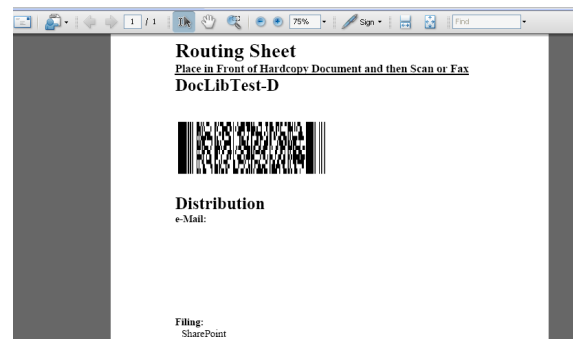 1 / 1 75% Sign Find
Routing Sheet
Place in Front of Hardcopy Document and then Scan or Fax
DocLibTest-D
Distribution
e-Mail:
Filing:
SharePoint